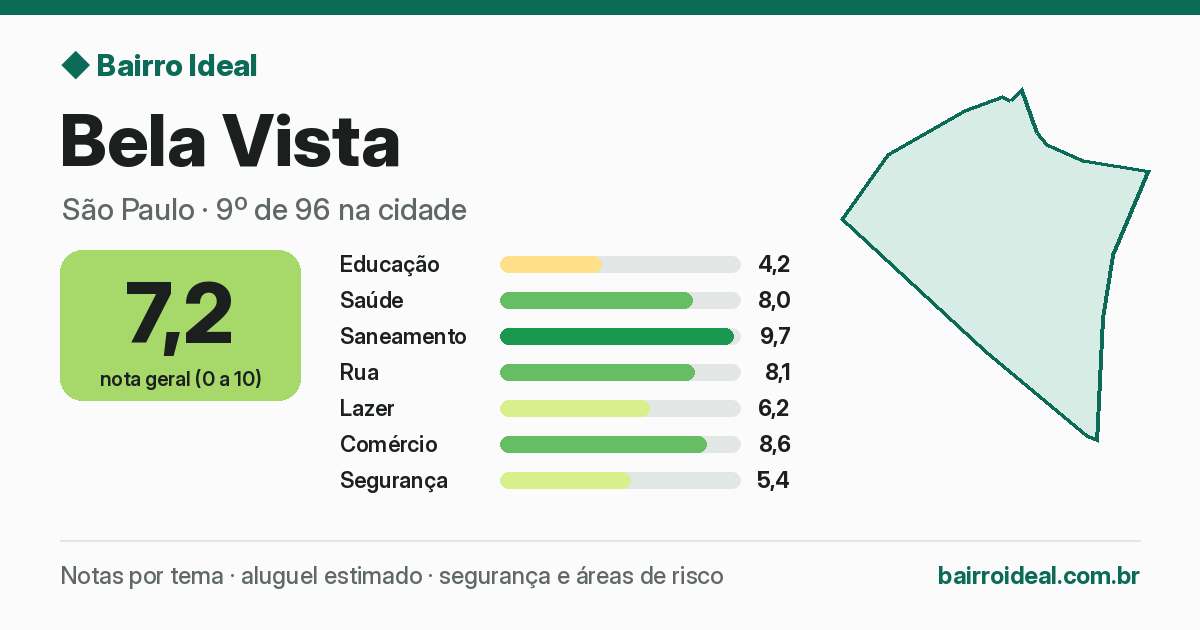 Bairro Ideal
Bela Vista
São Paulo · 9º de 96 na cidade
7,2
nota geral (0 a 10)
Educação 4,2
Saúde 8,0
Saneamento 9,7
Rua 8,1
Lazer 6,2
Comércio 8,6
Segurança 5,4
Notas por tema · aluguel estimado · segurança e áreas de risco
bairroideal.com.br